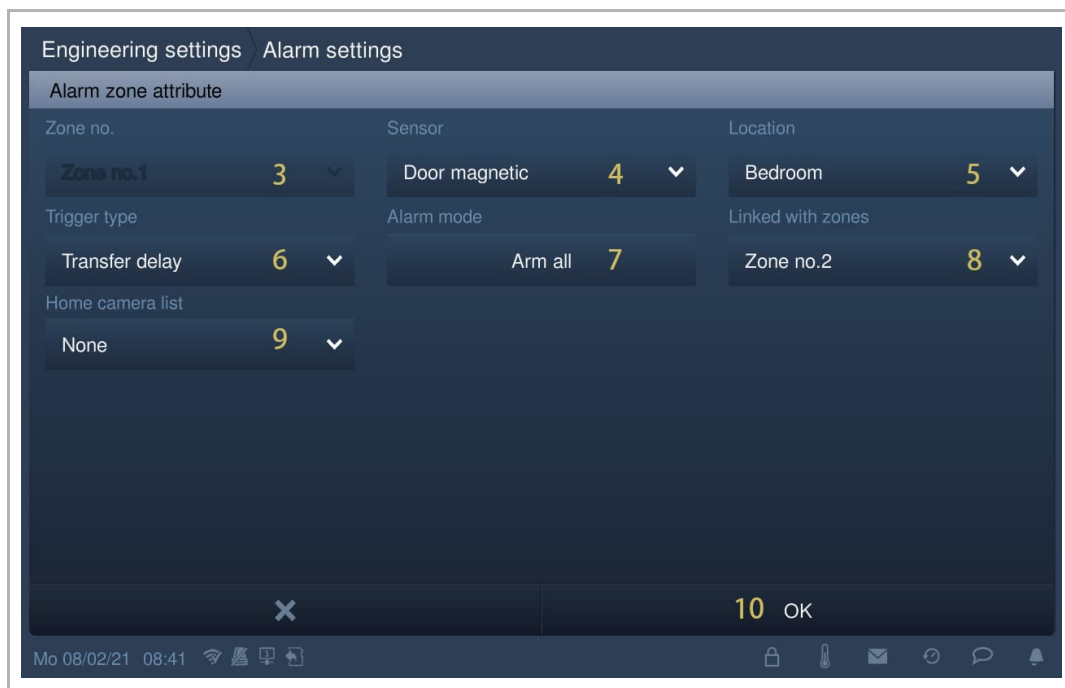 Engineering settings Alarm settings
Alarm zone attribute
Zone no. Sensor Location
Zone no.1 3 Door magnetic 4 Bedroom 5
Trigger type Alarm mode Linked with zones
Transfer delay 6 Arm all 7 Zone no.2 8
Home camera list
None 9
10 OK
Mo 08/02/21 08:41